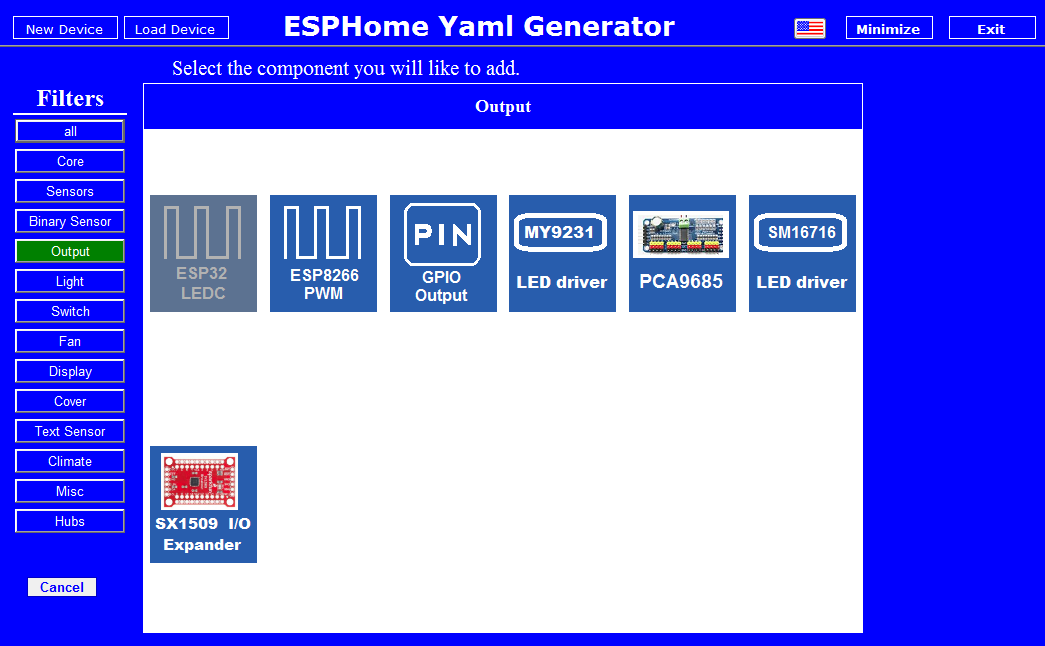 New Device
Load Device
ESPHome Yaml Generator
Minimize
Exit
Select the component you will like to add.
Filters
all
Core
Sensors
Binary Sensor
Output
Light
Switch
Fan
Display
Cover
Text Sensor
Climate
Misc
Hubs
Cancel
Output
ESP32
LEDC
ESP8266
PWM
PIN
GPIO
Output
MY9231
LED driver
PCA9685
SM16716
LED driver
SX1509 I/O
Expander